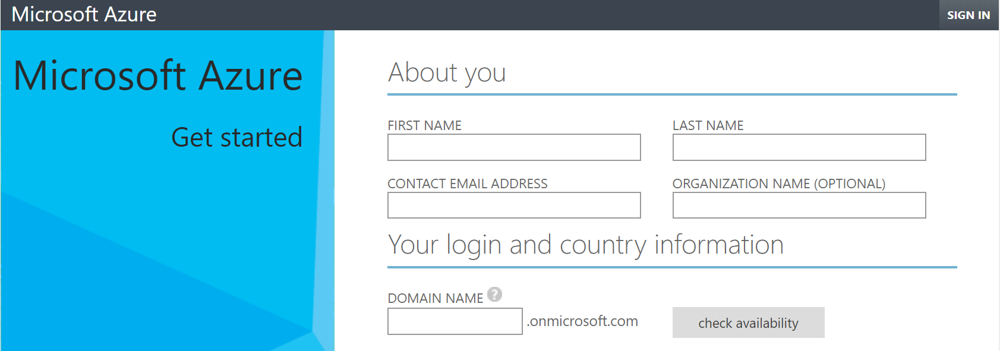 Microsoft Azure
SIGN IN
Microsoft Azure
Get started
About you
FIRST NAME
LAST NAME
CONTACT EMAIL ADDRESS
ORGANIZATION NAME (OPTIONAL)
Your login and country information
DOMAIN NAME ?
.onmicrosoft.com
check availability